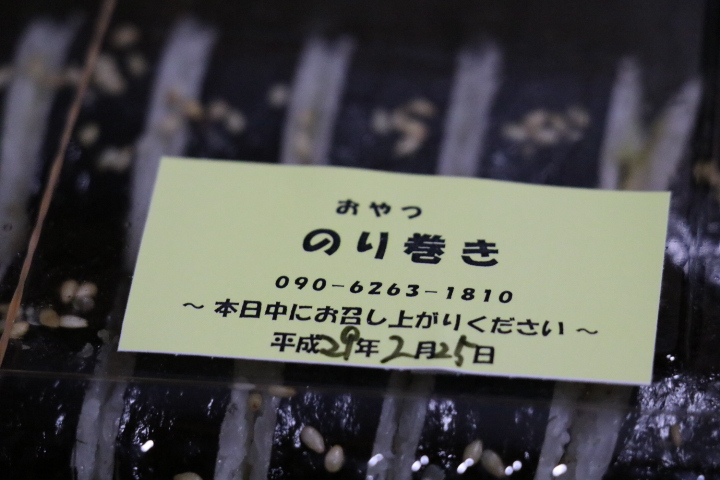 おやつ
のり巻き
090-6263-1810
～ 本日中にお召し上がりください ～
平成29年2月25日